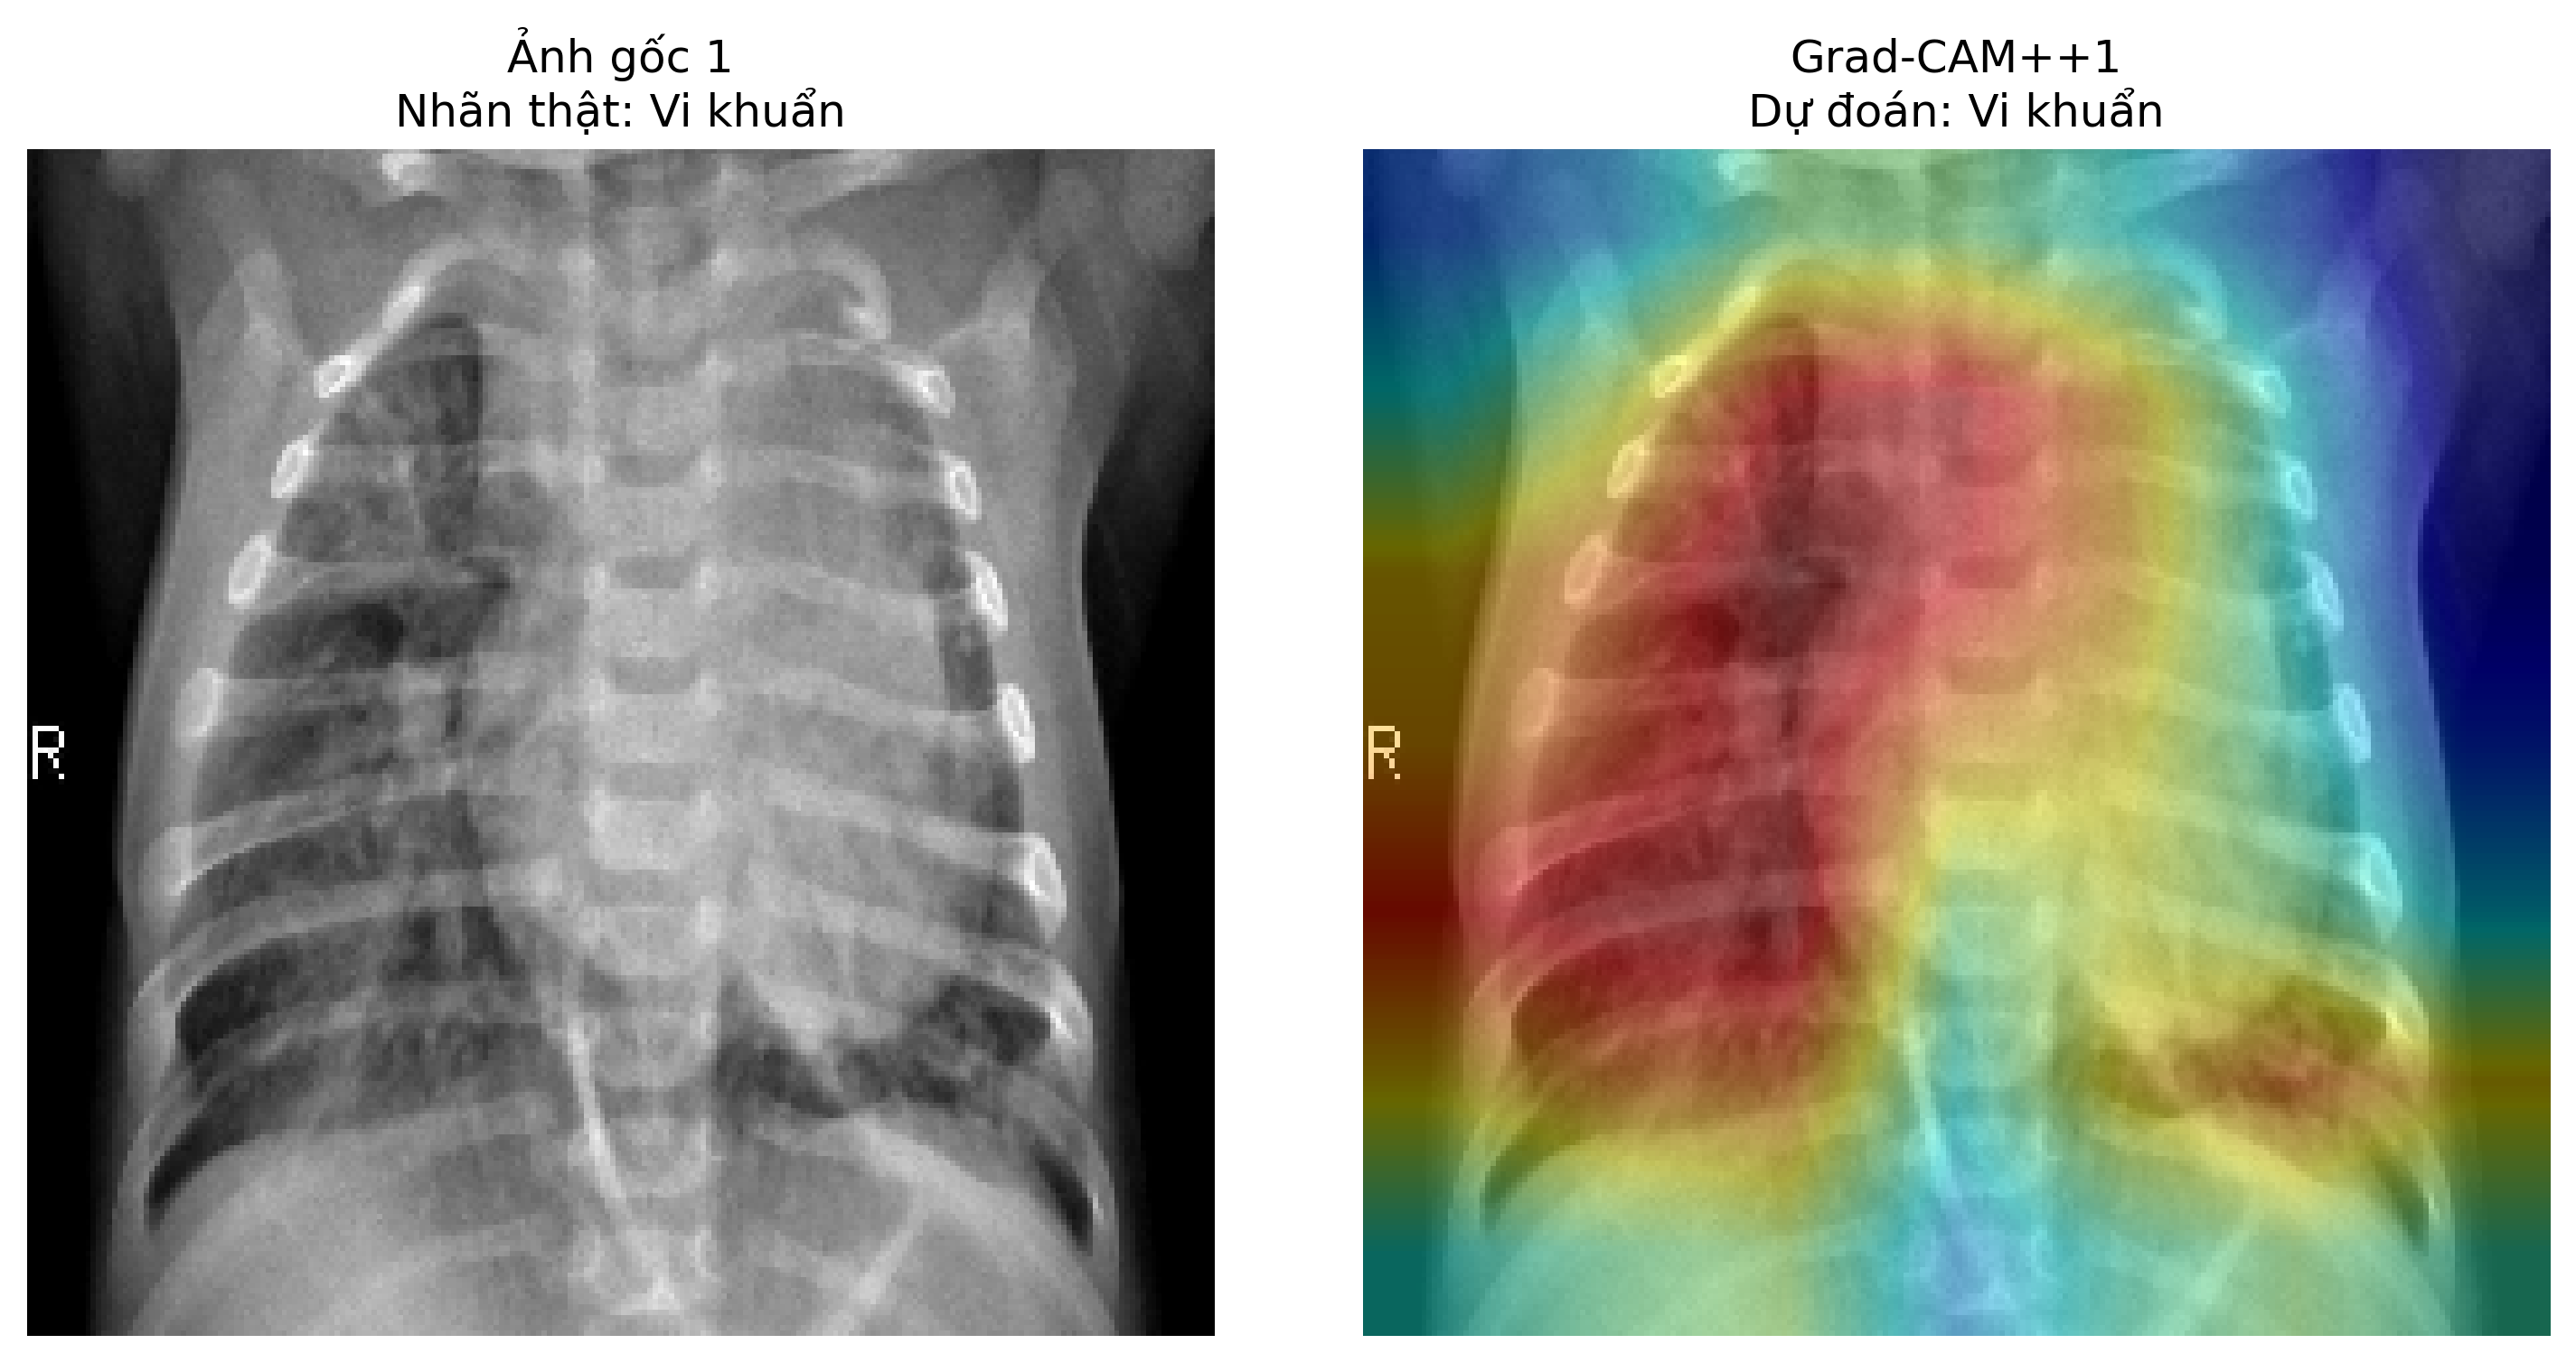 Ảnh gốc 1
Nhãn thật: Vi khuẩn
Grad-CAM++1
Dự đoán: Vi khuẩn
R
R